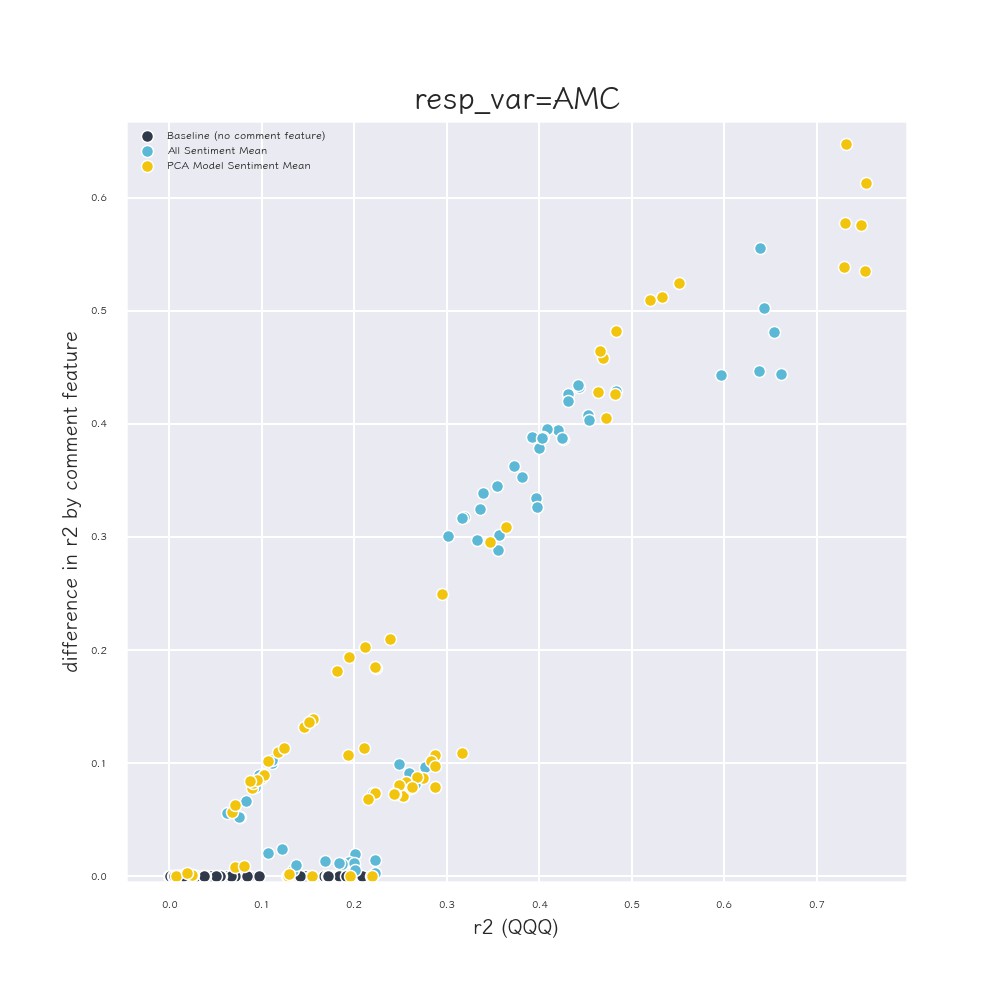 resp_var=AMC
Baseline (no comment feature)
All Sentiment Mean
PCA Model Sentiment Mean
0.6
0.5
0.4
0.3
0.2
0.1
0.0
difference in r2 by comment feature
0.0 0.1 0.2 0.3 0.4 0.5 0.6 0.7
r2 (QQQ)